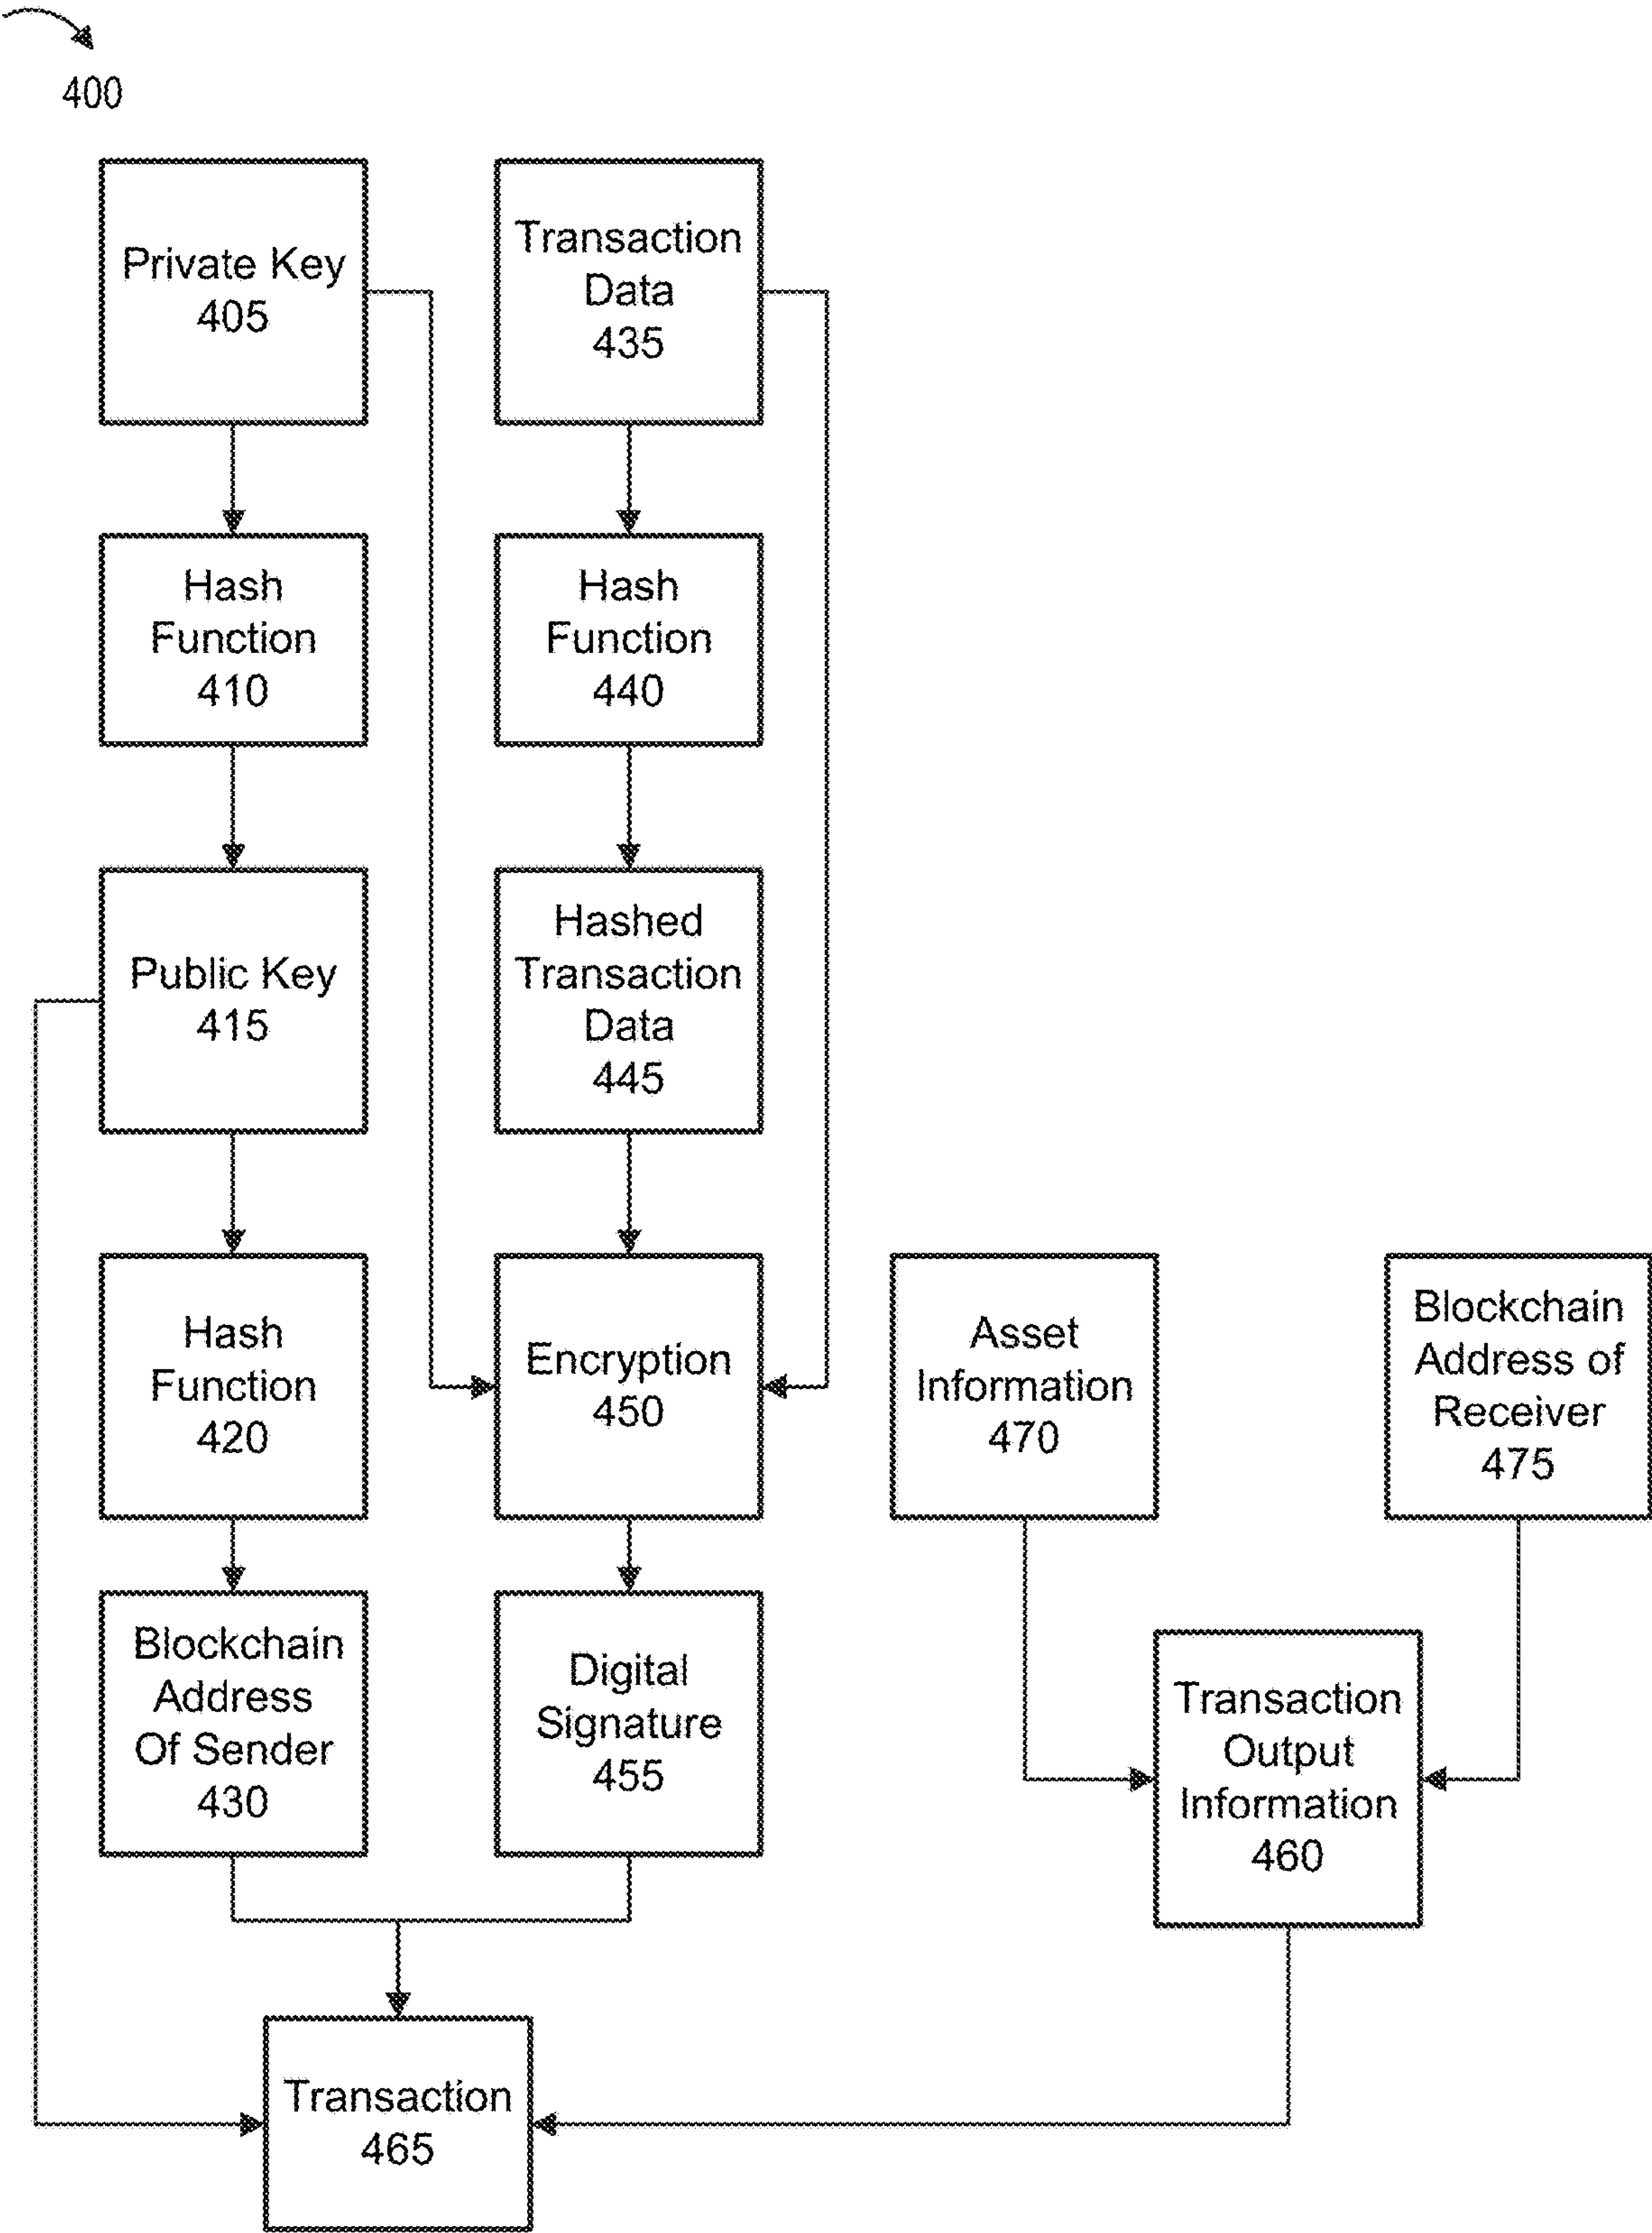 400
Private Key
405
Transaction
Data
435
Hash
Function
410
Hash
Function
440
Public Key
415
Hashed
Transaction
Data
445
Hash
Function
420
Encryption
450
Asset
Information
470
Blockchain
Address of
Receiver
475
Blockchain
Address
Of Sender
430
Digital
Signature
455
Transaction
Output
Information
460
Transaction
465